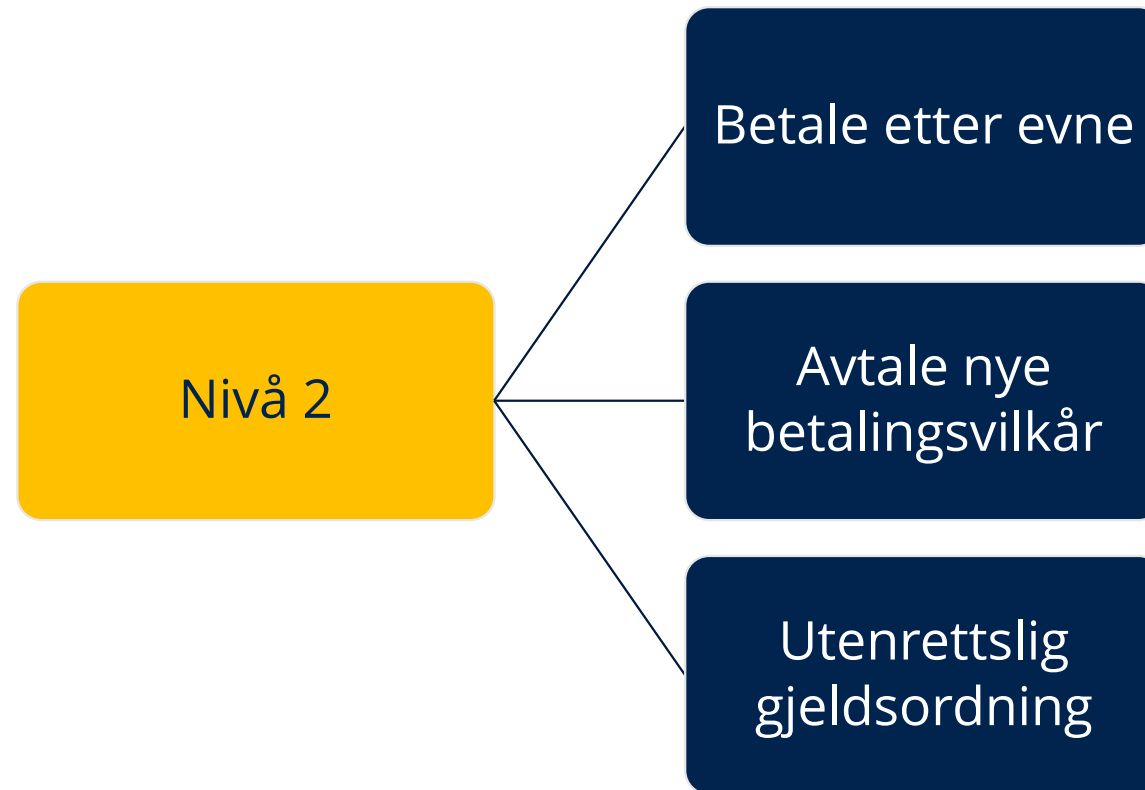 Betale etter evne
Nivå 2
Avtale nye
betalingsvilkår
Utenrettslig
gjeldsordning